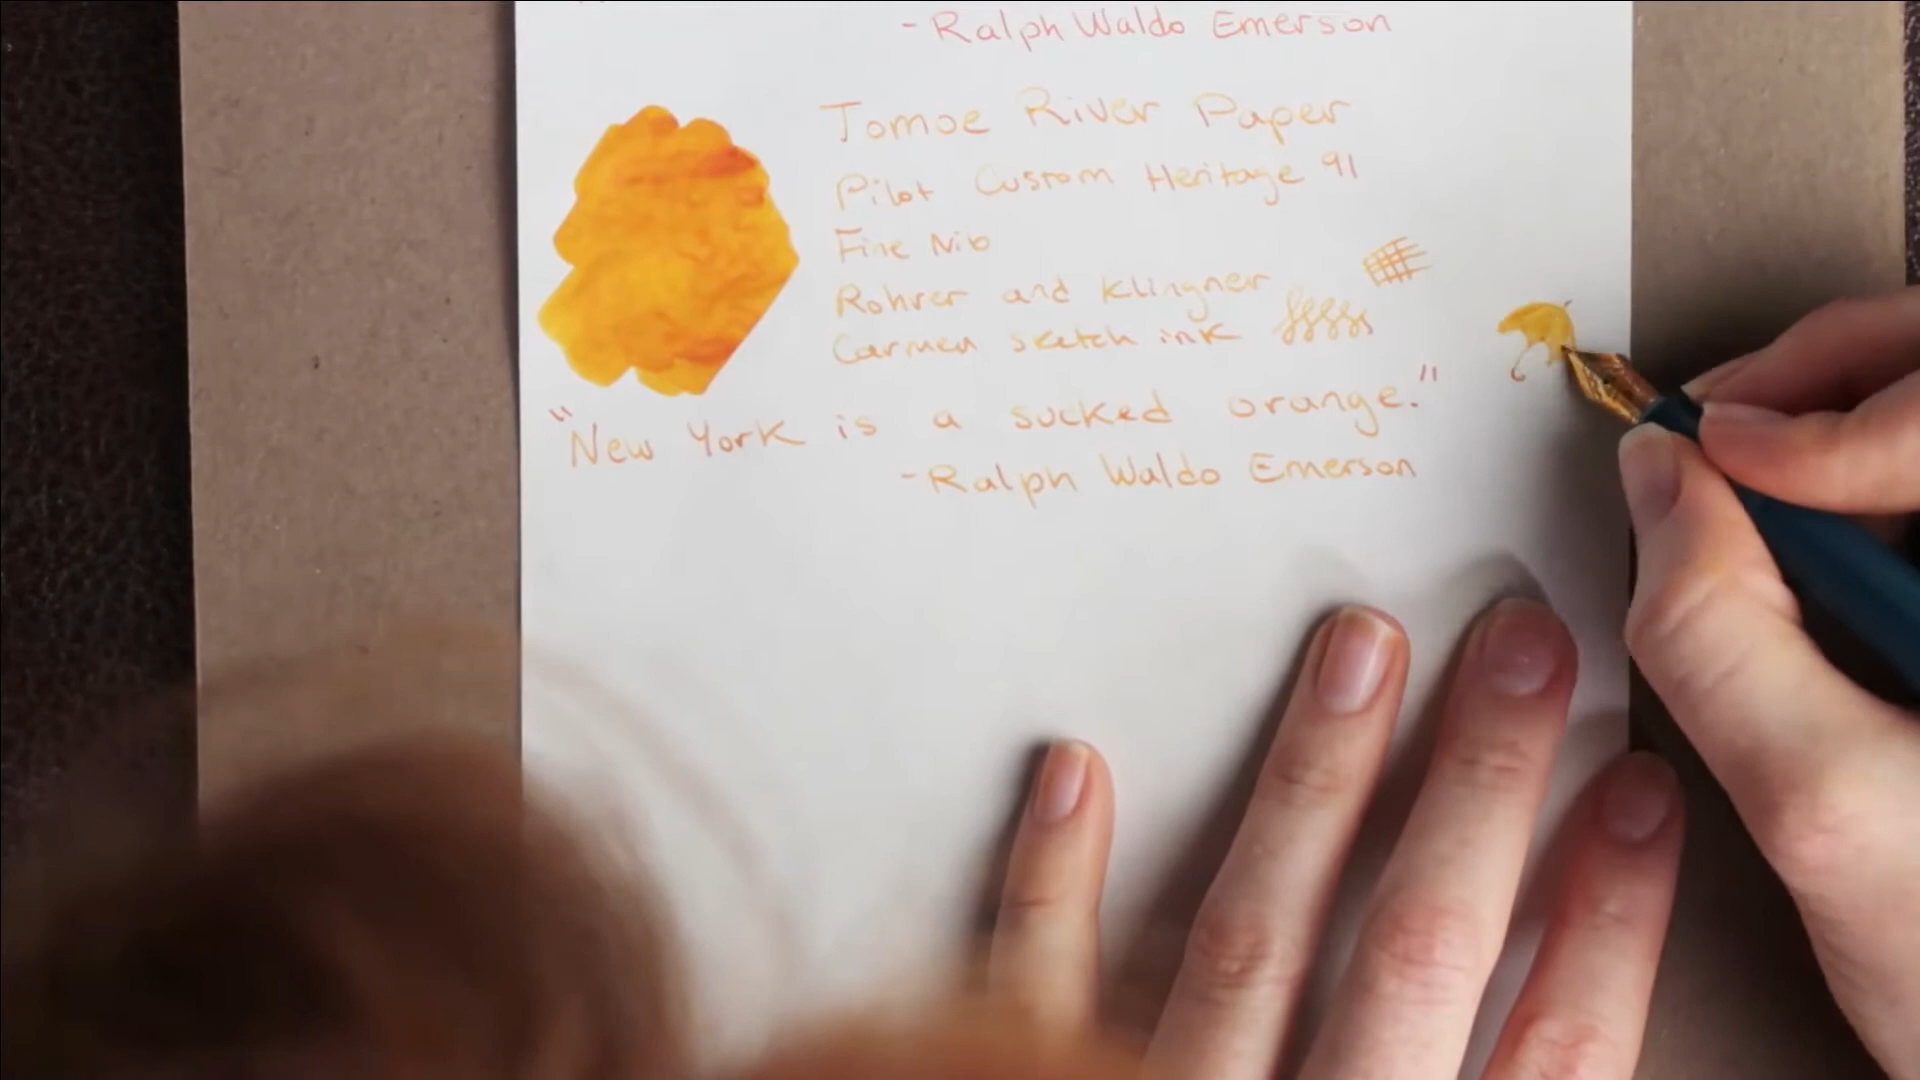 -Ralph Waldo Emerson
Tomoe River Paper
Pilot Custom Heritage 91
Fine Nib
Rohrer and Klingner
Carmen sketch ink
"New York is a sucked orange."
-Ralph Waldo Emerson